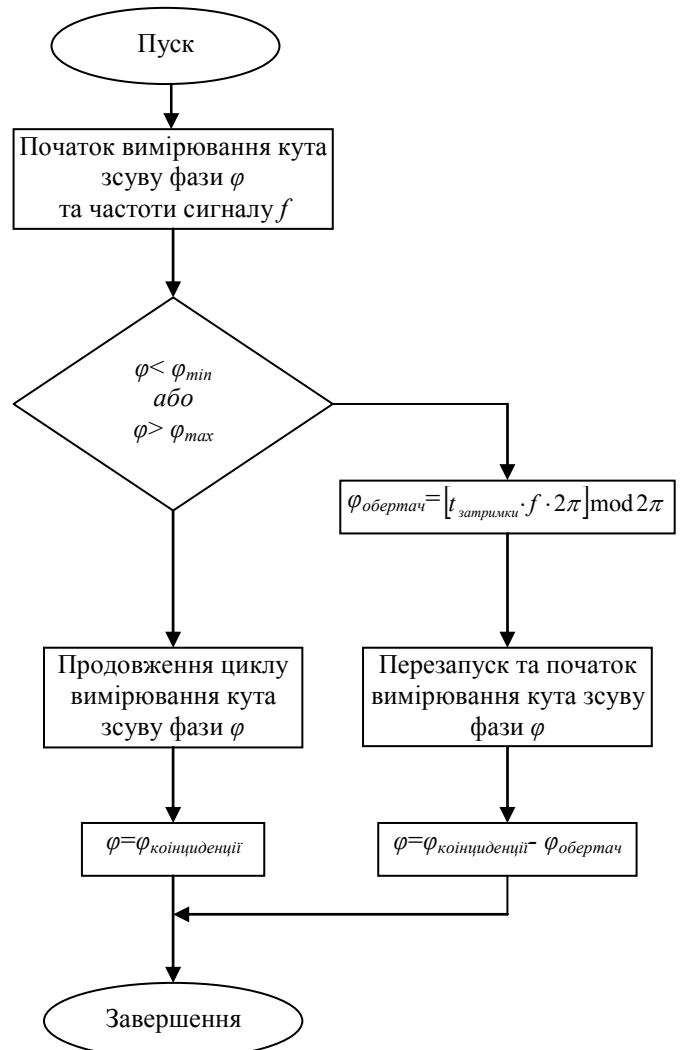 Пуск
Початок вимірювання кута
зсуву фази φ
та частоти сигналу f
φ< φmin
або
φ> φmax
φобертач=[tзатримки·f·2π]mod2π
Продовження циклу
вимірювання кута
зсуву фази φ
Перезапуск та початок
вимірювання кута зсуву
фази φ
φ=φкоінциденції
φ=φкоінциденції- φобертач
Завершення